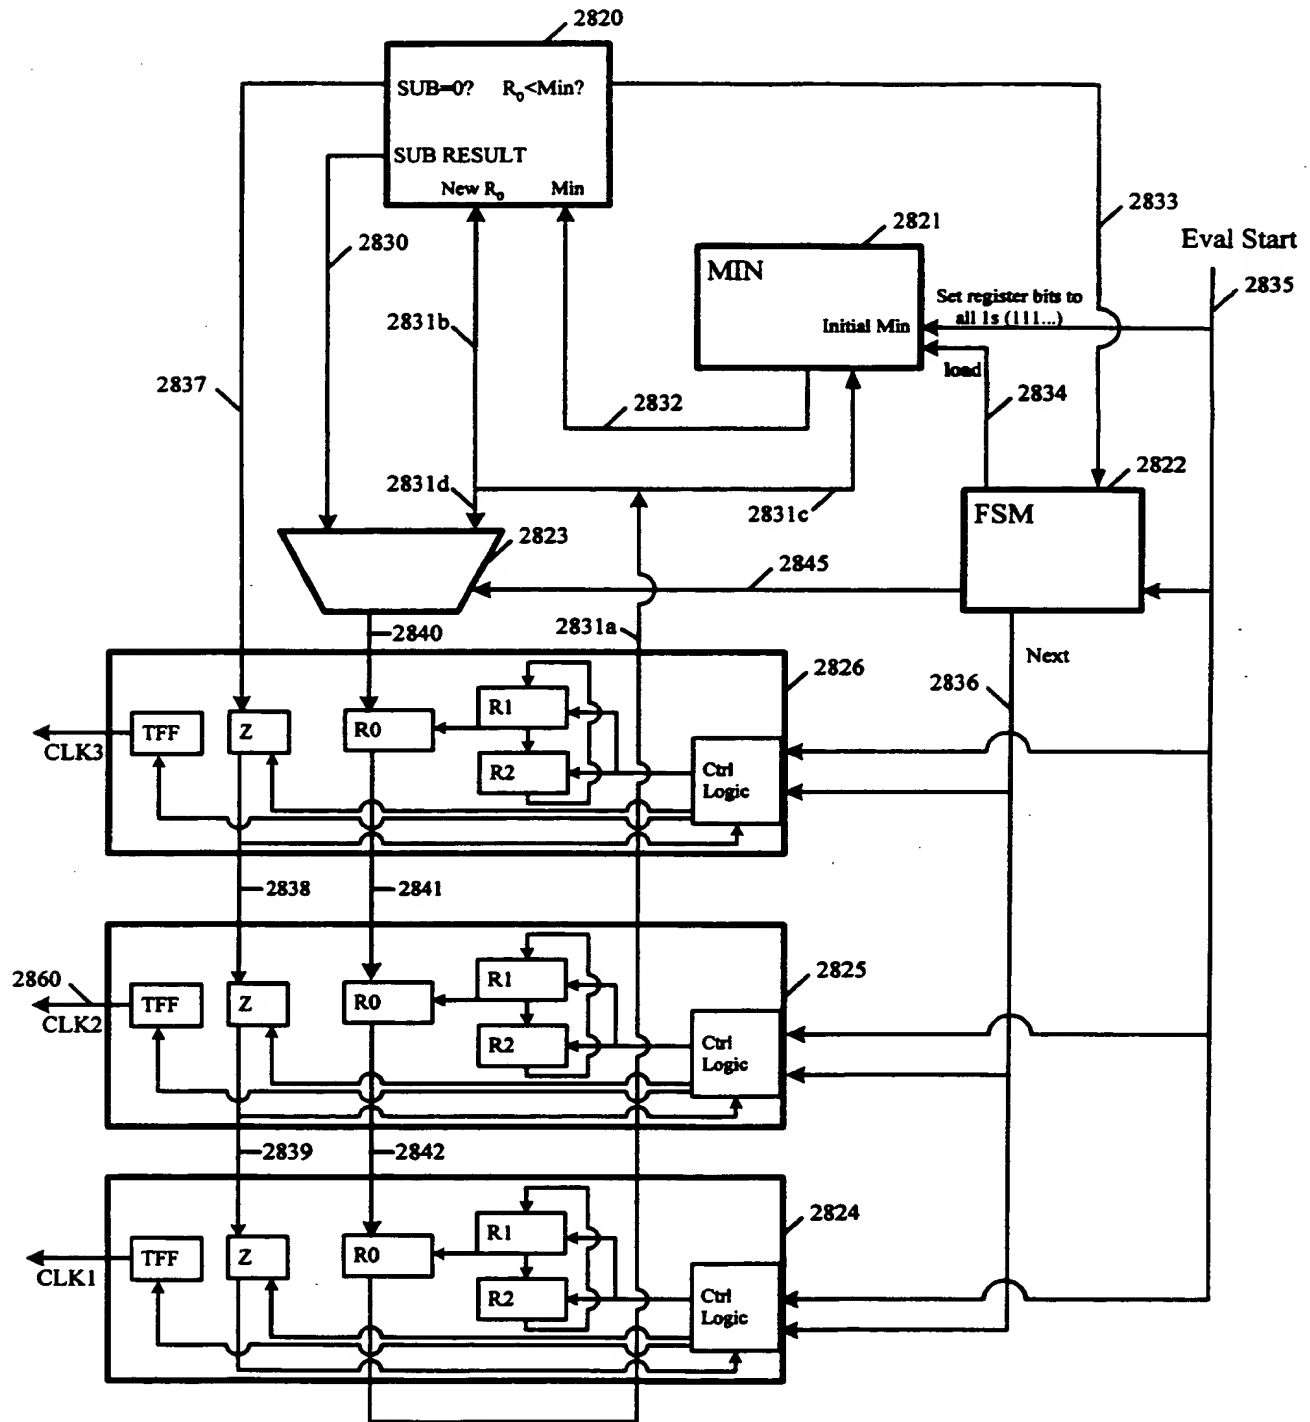 2820
SUB=0? R0<Min?
SUB RESULT
New R0 Min
2833
2821
Eval Start
2830
MIN
2835
Set register bits to
all 1s (111...)
2831b
Initial Min
load
2837
2832
2834
2831d
2822
2831c
FSM
2823
2845
2840
2831a
Next
2826
2836
R1
TFF
Z
R0
CLK3
R2
Ctrl
Logic
2838
2841
2860
R1
2825
TFF
Z
R0
CLK2
R2
Ctrl
Logic
2839
2842
2824
R1
TFF
Z
R0
CLK1
R2
Ctrl
Logic